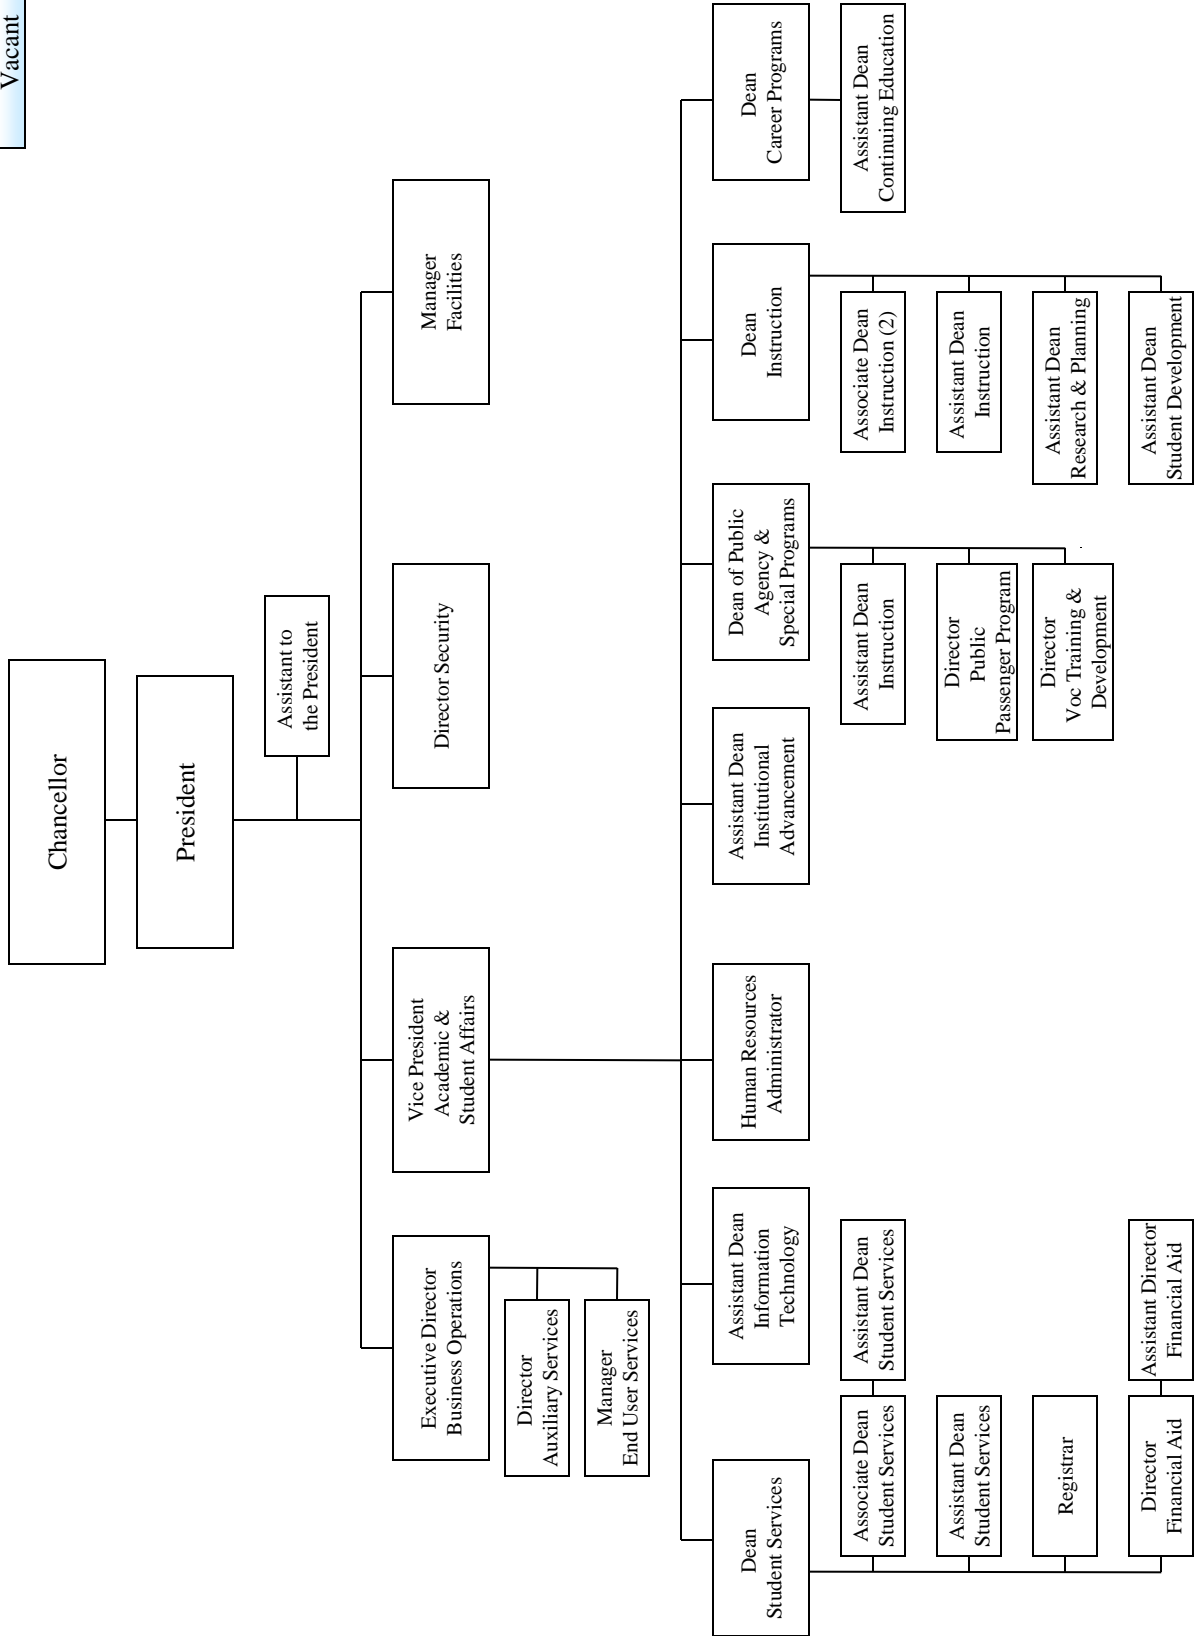 Vacant
Chancellor
President
Assistant to
the President
Executive Director
Business Operations
Director
Auxiliary Services
Manager
End User Services
Vice President
Academic &
Student Affairs
Director Security
Manager
Facilities
Dean
Student Services
Associate Dean
Student Services
Assistant Dean
Student Services
Assistant Dean
Student Services
Registrar
Director
Financial Aid
Assistant Director
Financial Aid
Assistant Dean
Information
Technology
Human Resources
Administrator
Assistant Dean
Institutional
Advancement
Dean of Public
Agency &
Special Programs
Assistant Dean
Instruction
Director
Public
Passenger Program
Director
Voc Training &
Development
Dean
Instruction
Associate Dean
Instruction (2)
Assistant Dean
Instruction
Assistant Dean
Research & Planning
Assistant Dean
Student Development
Dean
Career Programs
Assistant Dean
Continuing Education